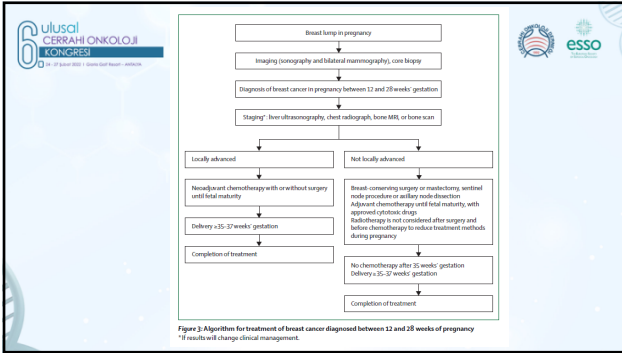 6
ulusal
CERRAHİ ONKOLOJİ
KONGRESİ
esso
Breast lump in pregnancy
Imaging (sonography and bilateral mammography), core biopsy
Diagnosis of breast cancer in pregnancy between 12 and 28 weeks' gestation
Staging*: liver ultrasonography, chest radiograph, bone MRI, or bone scan
Locally advanced
Neoadjuvant chemotherapy with or without surgery
until fetal maturity
Delivery ≥35–37 weeks' gestation
Completion of treatment
Not locally advanced
Breast-conserving surgery or mastectomy, sentinel
node procedure or axillary node dissection
Adjuvant chemotherapy until fetal maturity, with
approved cytotoxic drugs
Radiotherapy is not considered after surgery and
before chemotherapy to reduce treatment methods
during pregnancy
No chemotherapy after 35 weeks' gestation
Delivery ≥35–37 weeks' gestation
Completion of treatment
Figure 3: Algorithm for treatment of breast cancer diagnosed between 12 and 28 weeks of pregnancy
*If results will change clinical management.